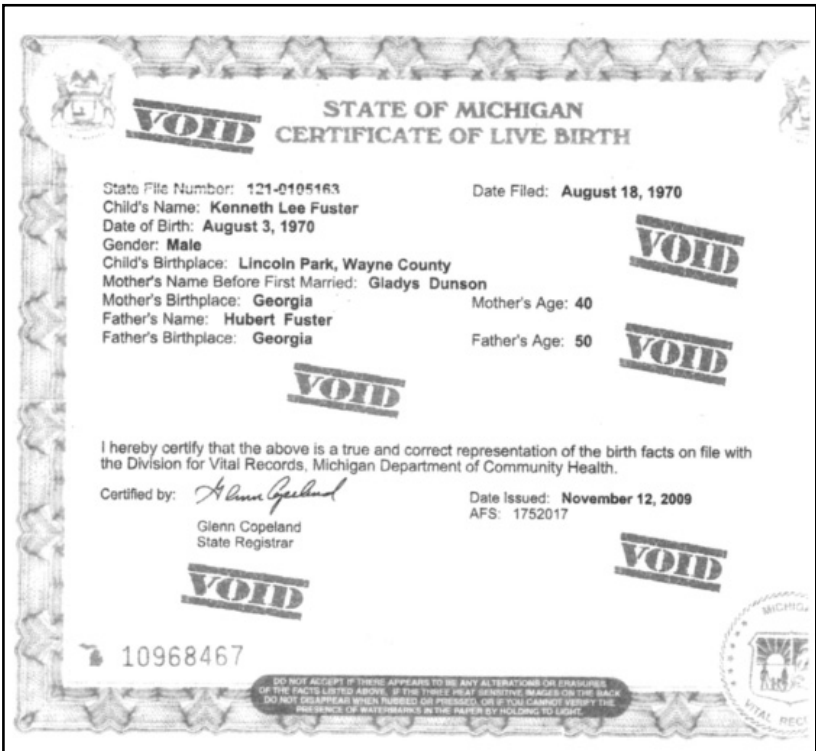 STATE OF MICHIGAN
VOID
CERTIFICATE OF LIVE BIRTH
State File Number: 121-0105163 Date Filed: August 18, 1970
Child's Name: Kenneth Lee Fuster
Date of Birth: August 3, 1970
Gender: Male
VOID
Child's Birthplace: Lincoln Park, Wayne County
Mother's Name Before First Married: Gladys Dunson
Mother's Birthplace: Georgia Mother's Age: 40
Father's Name: Hubert Fuster
Father's Birthplace: Georgia Father's Age: 50
VOID
VOID
I hereby certify that the above is a true and correct representation of the birth facts on file with
the Division for Vital Records, Michigan Department of Community Health.
Certified by: Glenn Copeland Date Issued: November 12, 2009
AFS: 1752017
Glenn Copeland
State Registrar
VOID
VOID
MICHIGA
10968467
DO NOT ACCEPT IF THERE APPEARS TO BE ANY ALTERATIONS OR ERASURES
OF THE FACTS LISTED ABOVE, IF THE THREE HEAT SENSITIVE IMAGES ON THE BACK
DO NOT DISAPPEAR WHEN RUBBED OR PRESSED, OR IF YOU CANNOT VERIFY THE
PRESENCE OF WATERMARKS IN THE PAPER BY HOLDING TO LIGHT.
VITAL REC